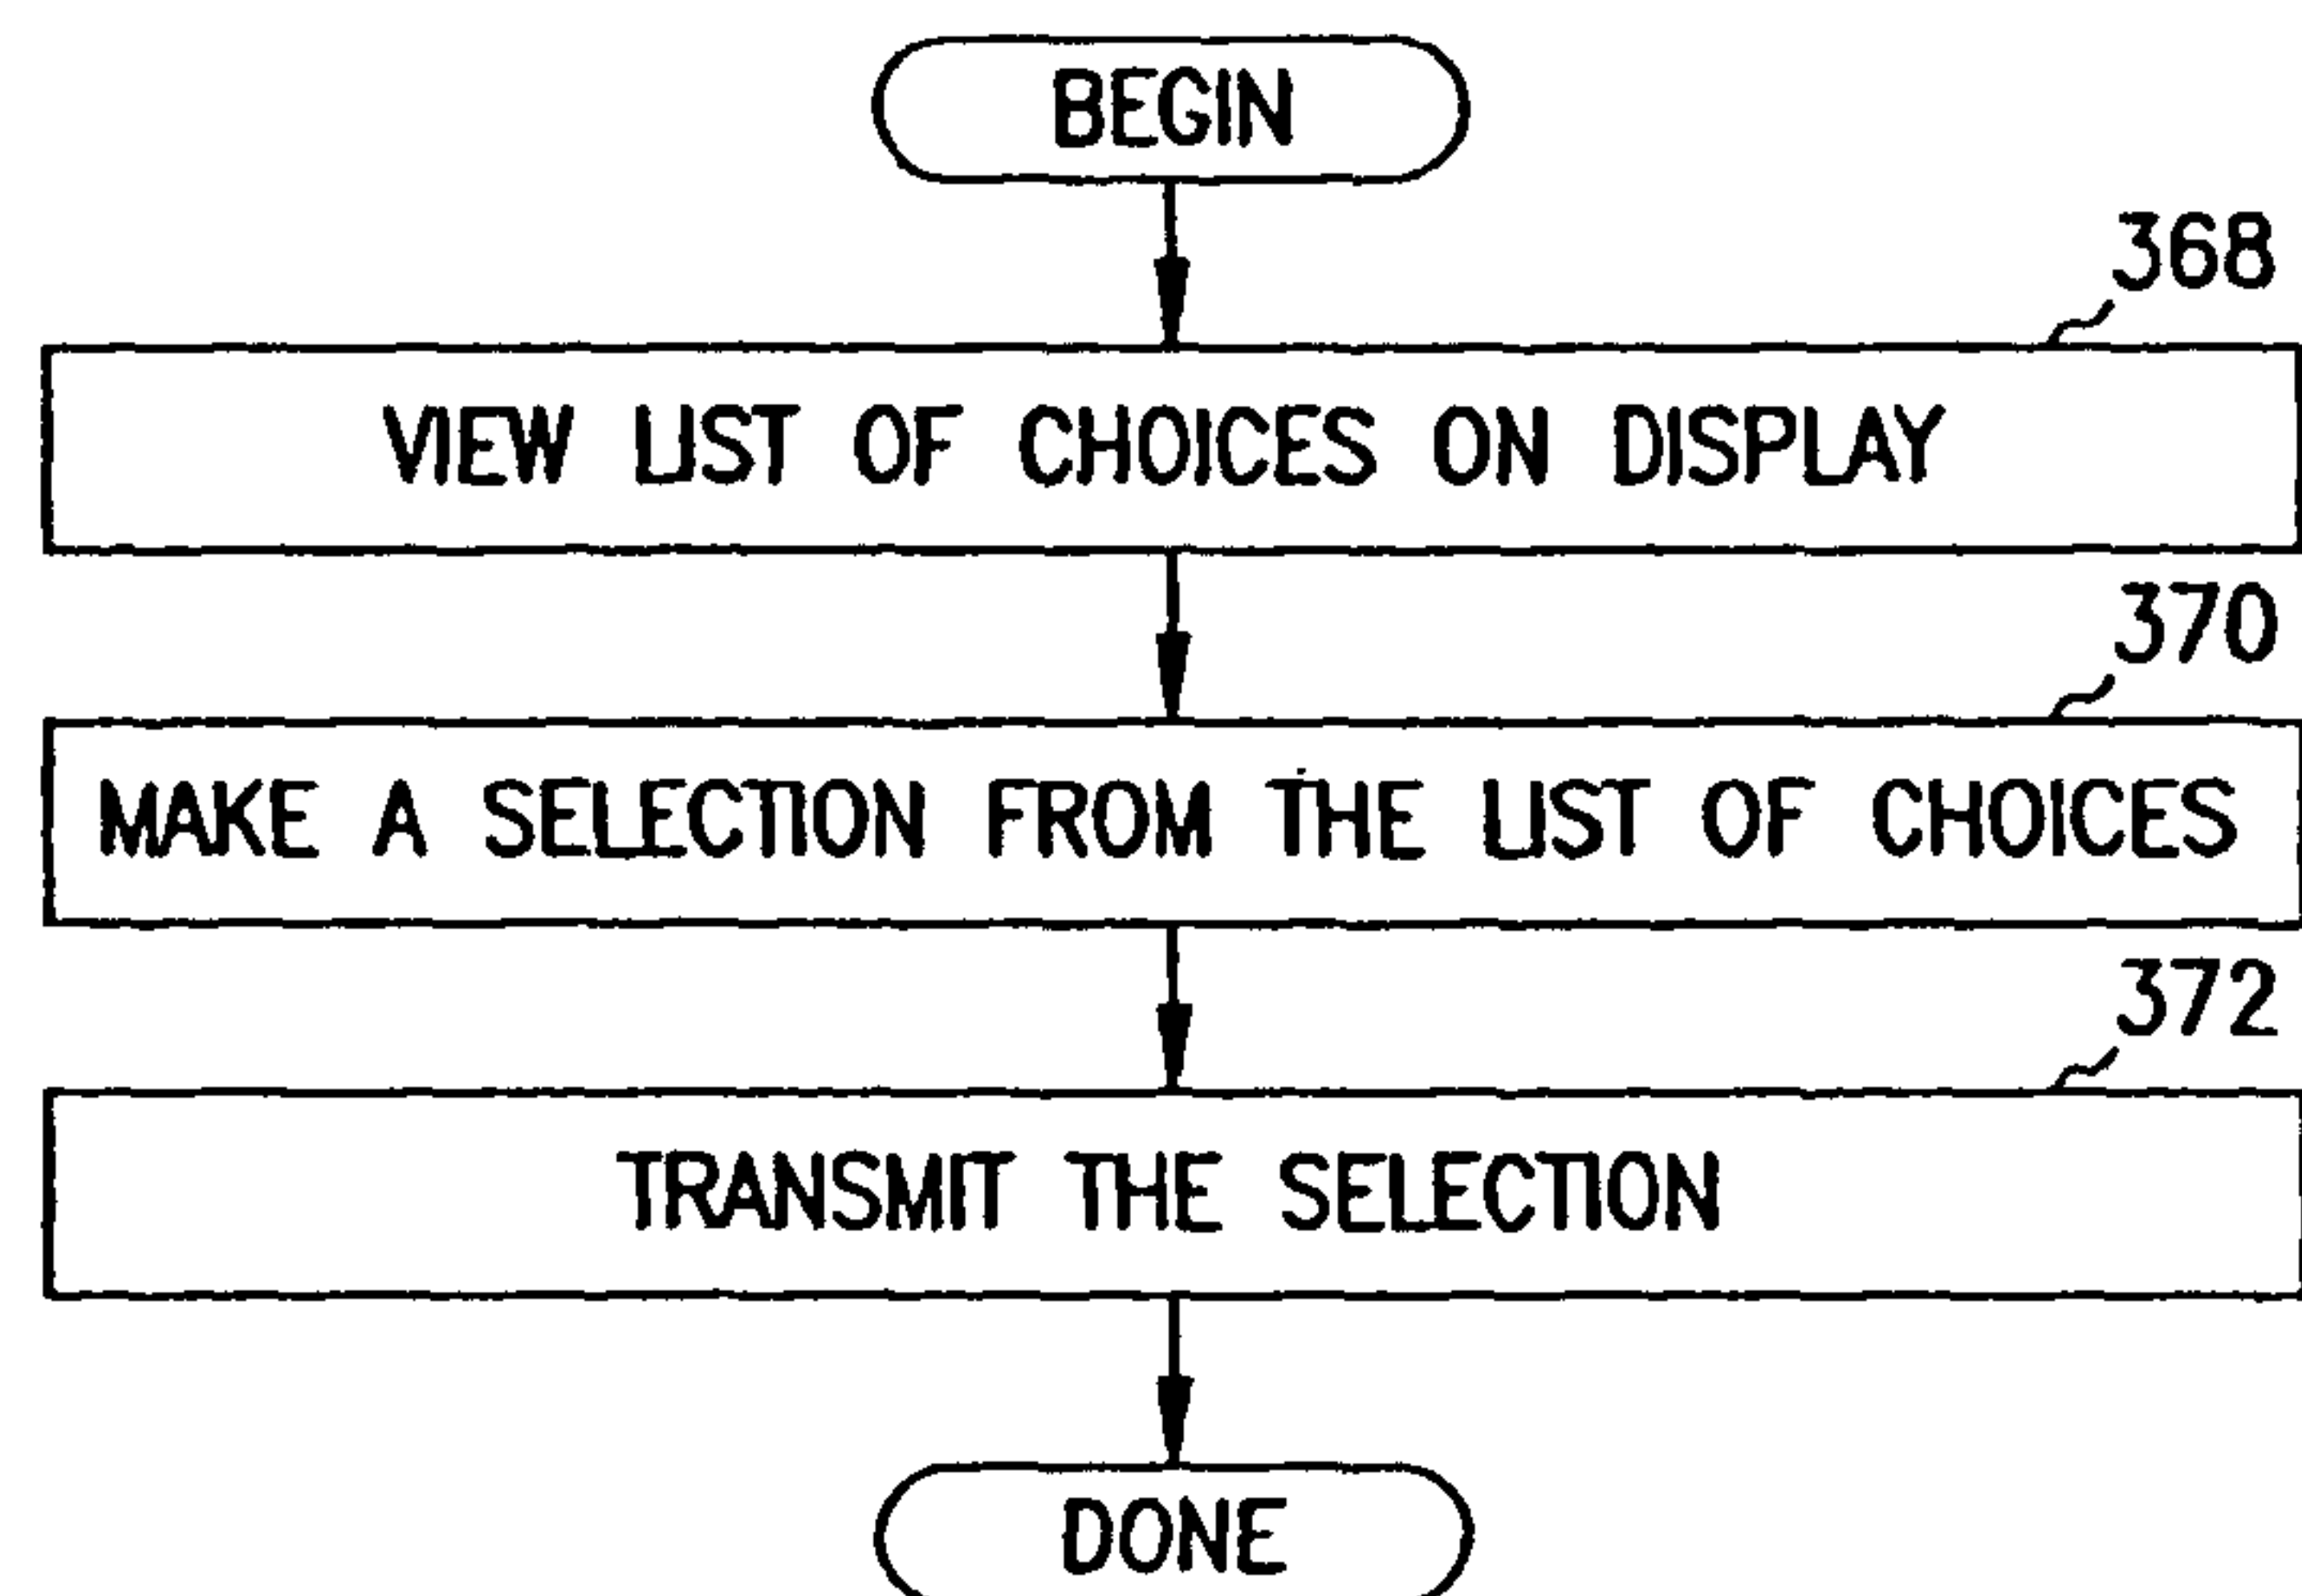 BEGIN
368
VIEW LIST OF CHOICES ON DISPLAY
370
MAKE A SELECTION FROM THE LIST OF CHOICES
372
TRANSMIT THE SELECTION
DONE